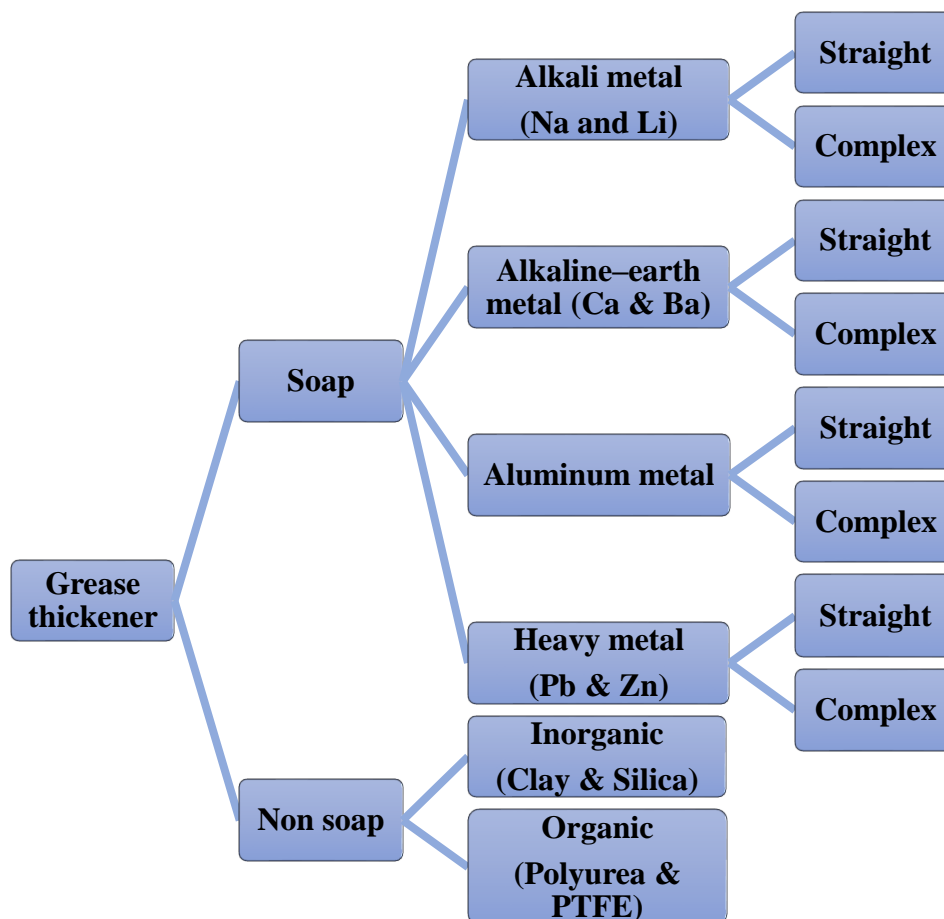 Grease
thickener
Soap
Non soap
Alkali metal
(Na and Li)
Alkaline–earth
metal (Ca & Ba)
Aluminum metal
Heavy metal
(Pb & Zn)
Inorganic
(Clay & Silica)
Organic
(Polyurea &
PTFE)
Straight
Complex
Straight
Complex
Straight
Complex
Straight
Complex